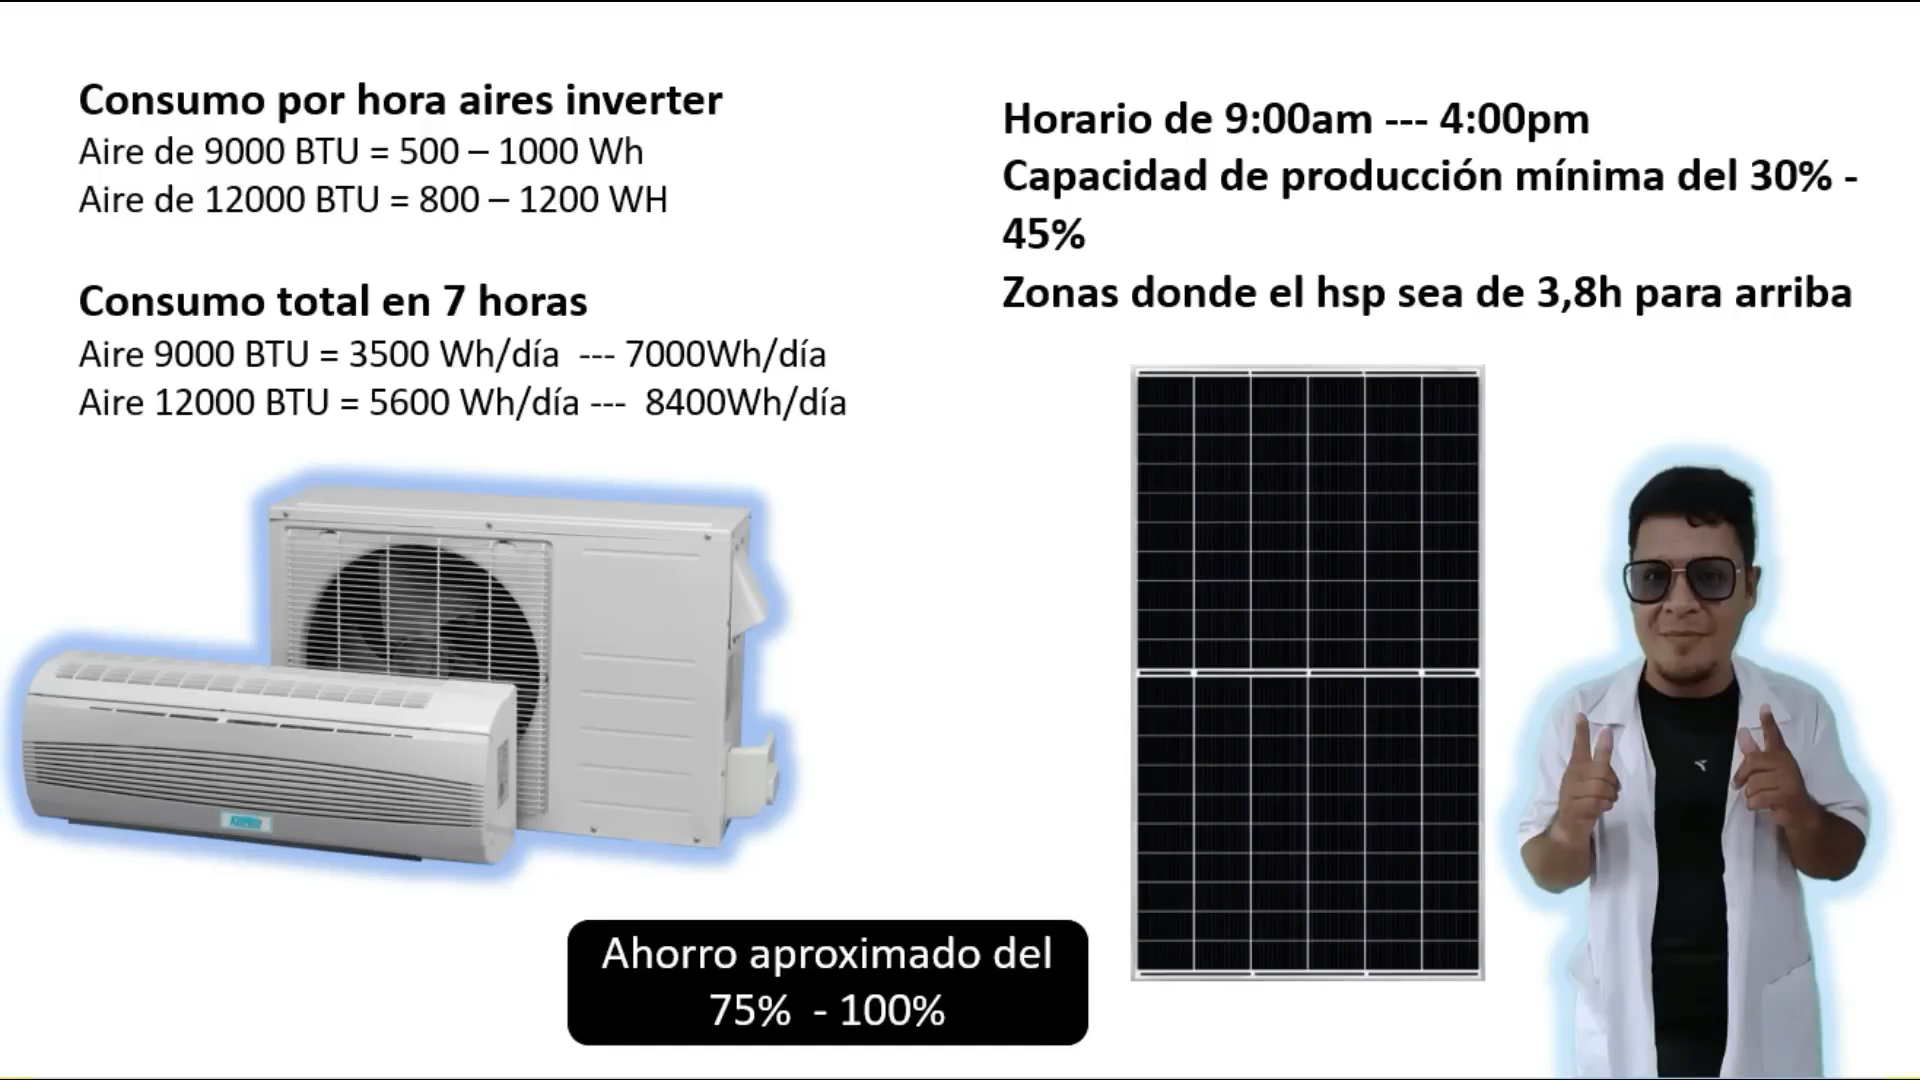 Consumo por hora aires inverter
Aire de 9000 BTU = 500 – 1000 Wh
Aire de 12000 BTU = 800 – 1200 WH
Consumo total en 7 horas
Aire 9000 BTU = 3500 Wh/día --- 7000Wh/día
Aire 12000 BTU = 5600 Wh/día --- 8400Wh/día
Horario de 9:00am --- 4:00pm
Capacidad de producción mínima del 30% -
45%
Zonas donde el hsp sea de 3,8h para arriba
Ahorro aproximado del
75% - 100%